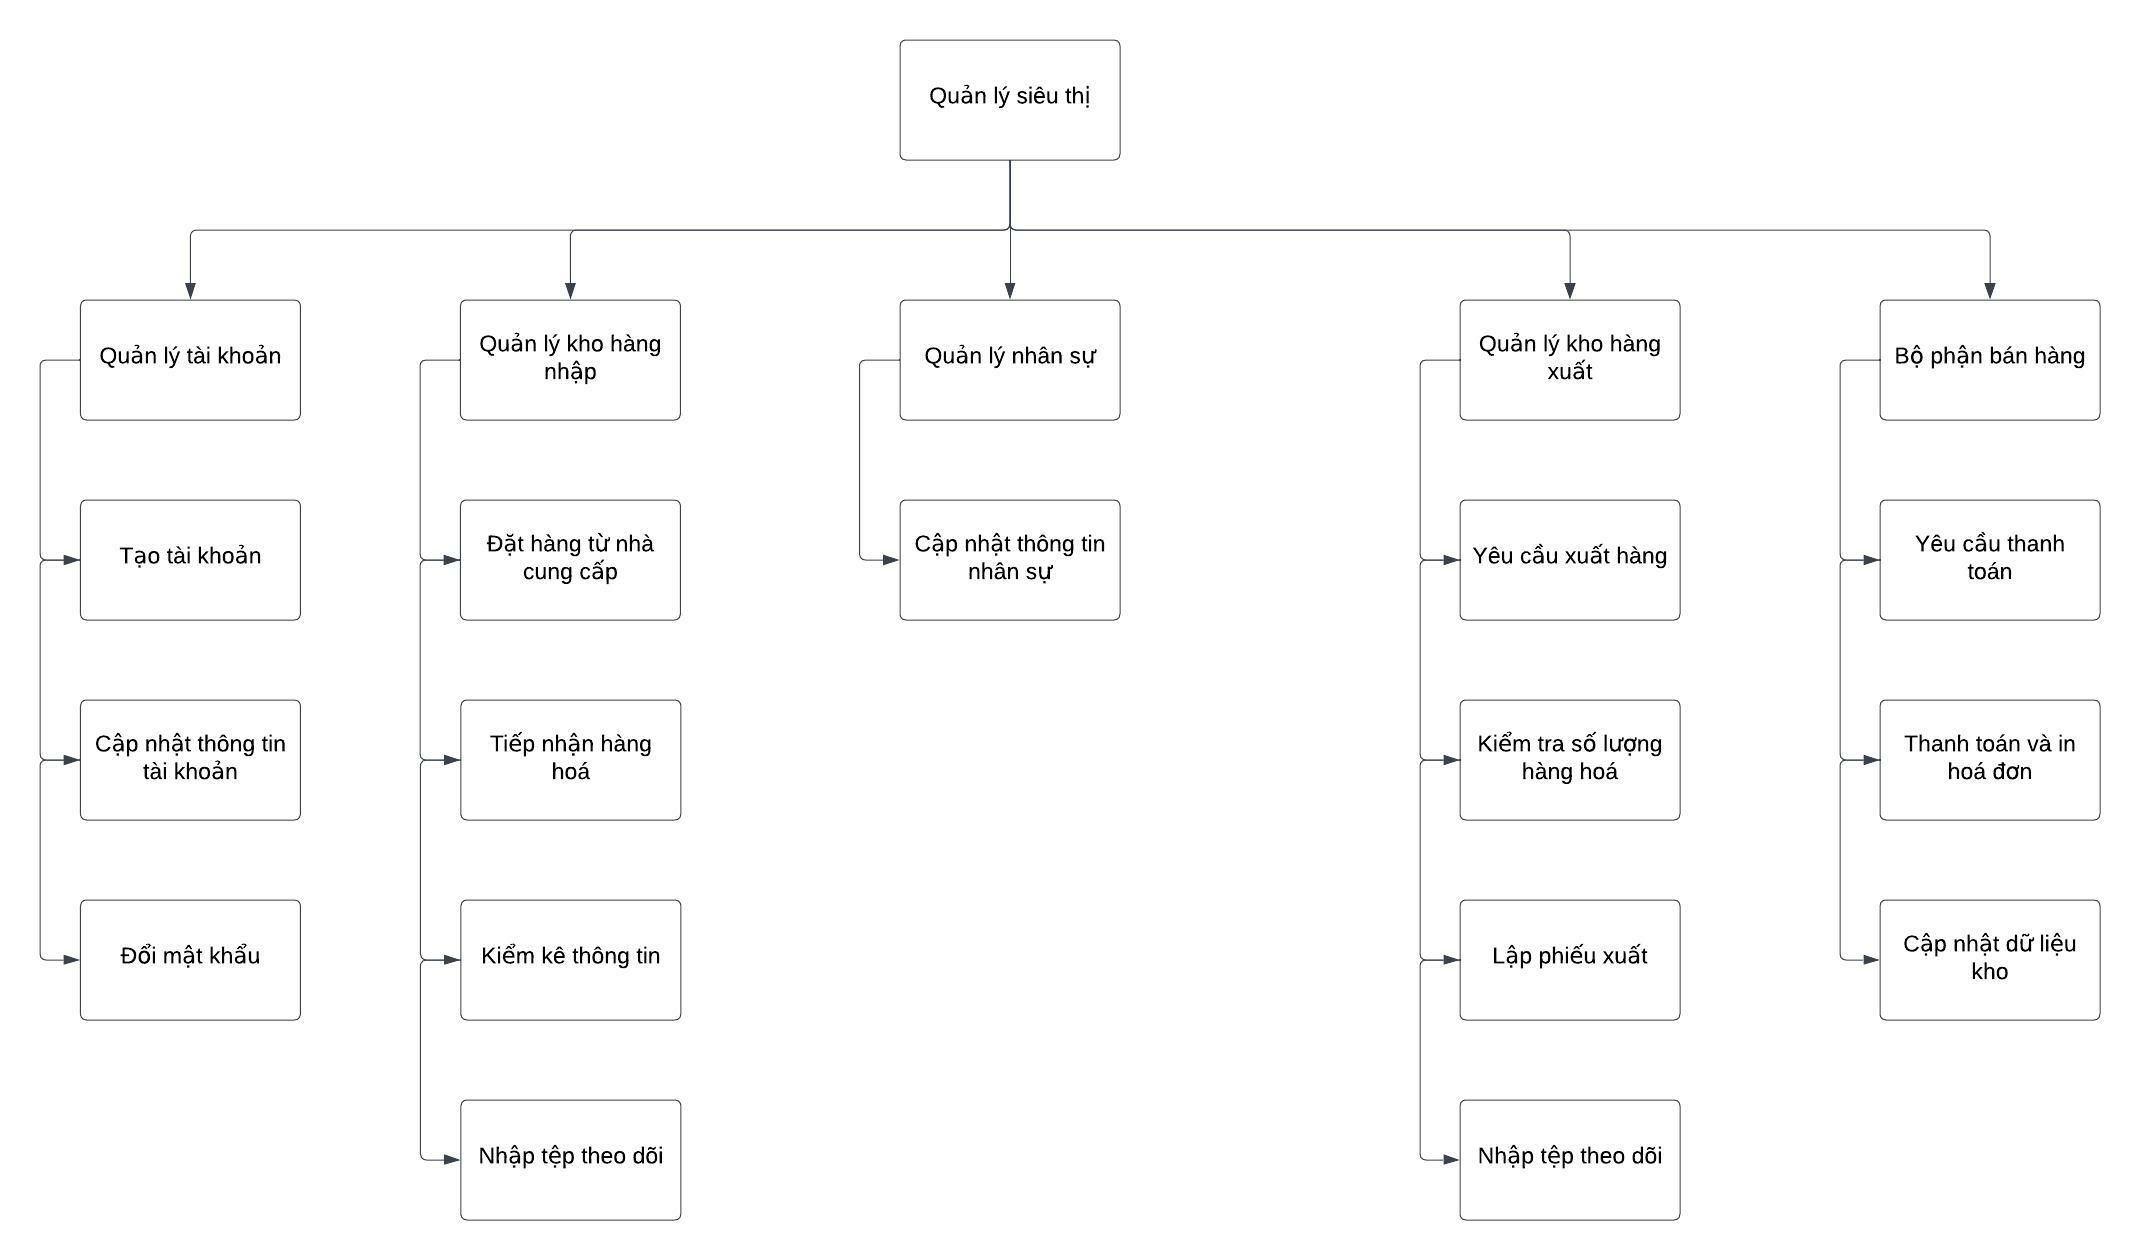 Quản lý siêu thị
Quản lý tài khoản
Quản lý kho hàng
nhập
Quản lý nhân sự
Quản lý kho hàng
xuất
Bộ phận bán hàng
Tạo tài khoản
Đặt hàng từ nhà
cung cấp
Cập nhật thông tin
nhân sự
Yêu cầu xuất hàng
Yêu cầu thanh
toán
Cập nhật thông tin
tài khoản
Tiếp nhận hàng
hoá
Kiểm tra số lượng
hàng hoá
Thanh toán và in
hoá đơn
Đổi mật khẩu
Kiểm kê thông tin
Lập phiếu xuất
Cập nhật dữ liệu
kho
Nhập tệp theo dõi
Nhập tệp theo dõi